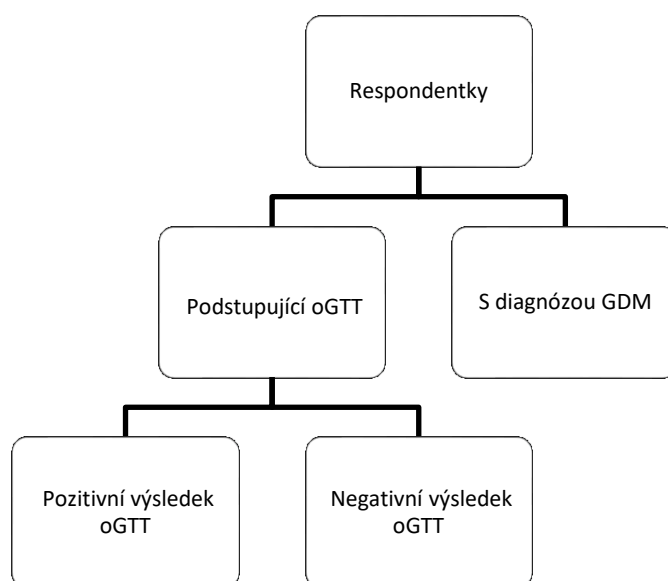 Respondentky
Podstupující oGTT
S diagnózou GDM
Pozitivní výsledek
oGTT
Negativní výsledek
oGTT